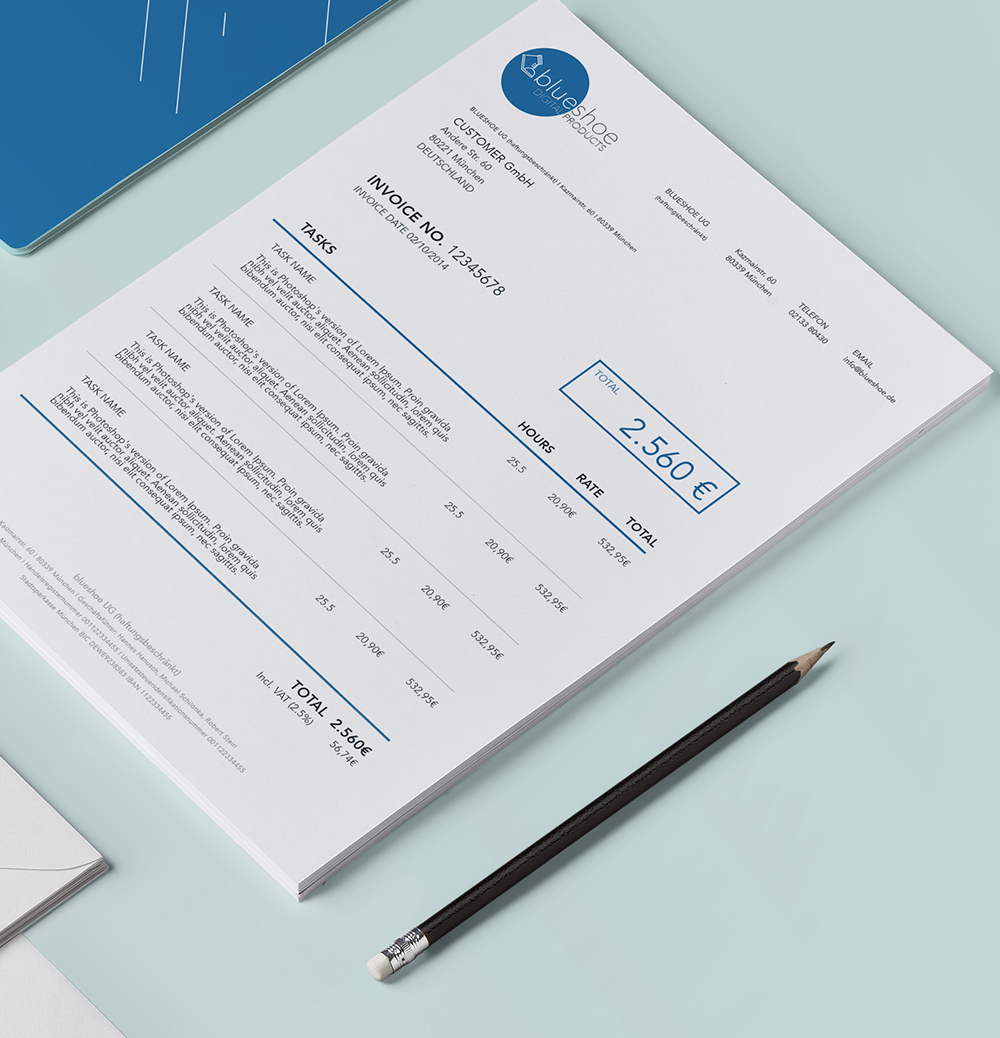 blueshoe
DIGITAL PRODUCTS
BLUESHOE UG (haftungsbeschränkt) I Kazmairstr. 60 I 80339 München
CUSTOMER GmbH
Andere Str. 60
80221 München
DEUTSCHLAND
BLUESHOE UG
(haftungsbeschränkt)
Kazmairstr. 60
80339 München
TELEFON
02133 80430
EMAIL
info@blueshoe.de
INVOICE NO. 12345678
INVOICE DATE 02/10/2014
TOTAL
2.560 €
TASKS HOURS RATE TOTAL
TASK NAME
This is Photoshop's version of Lorem Ipsum. Proin gravida
nibh vel velit auctor aliquet. Aenean sollicitudin, lorem quis
bibendum auctor, nisi elit consequat ipsum, nec sagittis.
25.5 20,90€ 532,95€
TASK NAME
This is Photoshop's version of Lorem Ipsum. Proin gravida
nibh vel velit auctor aliquet. Aenean sollicitudin, lorem quis
bibendum auctor, nisi elit consequat ipsum, nec sagittis.
25.5 20,90€ 532,95€
TASK NAME
This is Photoshop's version of Lorem Ipsum. Proin gravida
nibh vel velit auctor aliquet. Aenean sollicitudin, lorem quis
bibendum auctor, nisi elit consequat ipsum, nec sagittis.
25.5 20,90€ 532,95€
TASK NAME
This is Photoshop's version of Lorem Ipsum. Proin gravida
nibh vel velit auctor aliquet. Aenean sollicitudin, lorem quis
bibendum auctor, nisi elit consequat ipsum, nec sagittis.
25.5 20,90€ 532,95€
TOTAL 2.560€
Incl. VAT (2.5%) 56,74€
blueshoe UG (haftungsbeschränkt)
Kazmairstr. 60 I 80339 München I Geschäftsführer: Hannes Hanusch, Michael Schilonka, Robert Stein
München I Handelsregisternummer 001122334455 I Umsatzsteueridentifikationsnummer 001122334455
Stadtsparkasse München BIC DEWER238383 IBAN 1122334455